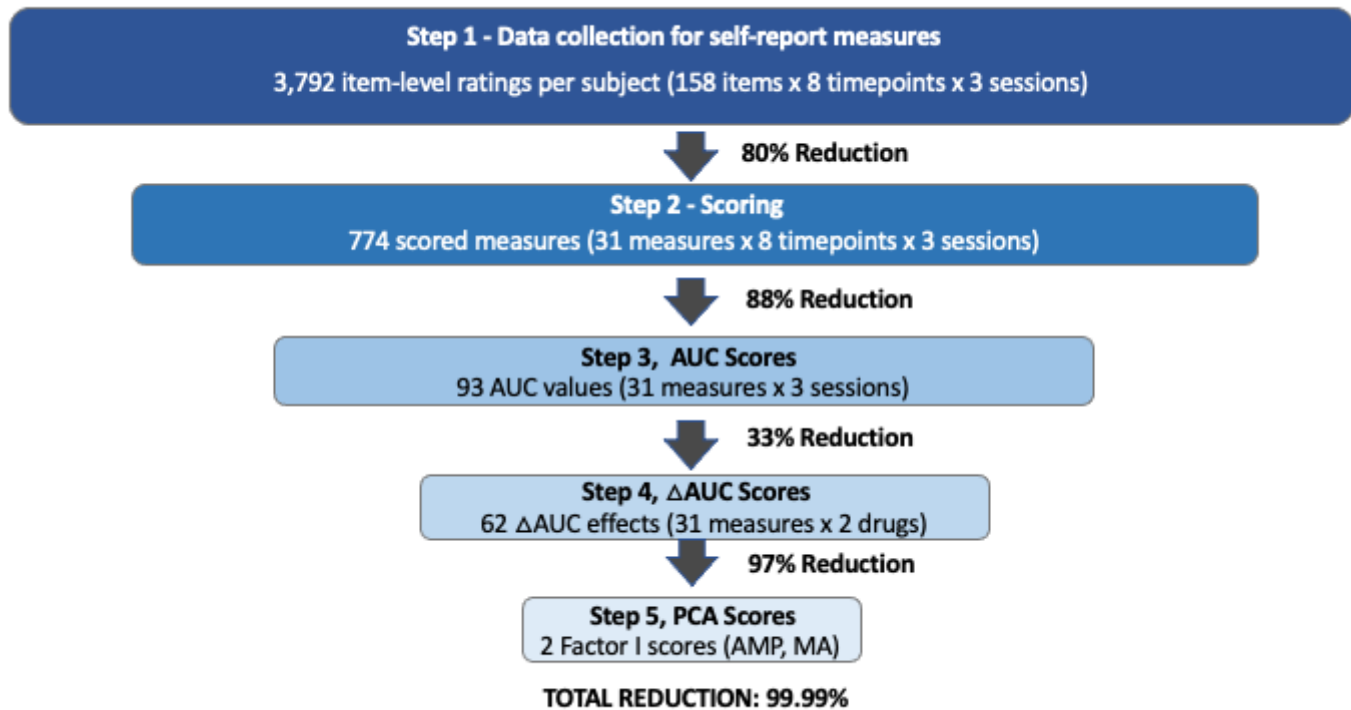 Step 1 - Data collection for self-report measures
3,792 item-level ratings per subject (158 items x 8 timepoints x 3 sessions)
80% Reduction
Step 2 - Scoring
774 scored measures (31 measures x 8 timepoints x 3 sessions)
88% Reduction
Step 3, AUC Scores
93 AUC values (31 measures x 3 sessions)
33% Reduction
Step 4, △AUC Scores
62 △AUC effects (31 measures x 2 drugs)
97% Reduction
Step 5, PCA Scores
2 Factor I scores (AMP, MA)
TOTAL REDUCTION: 99.99%